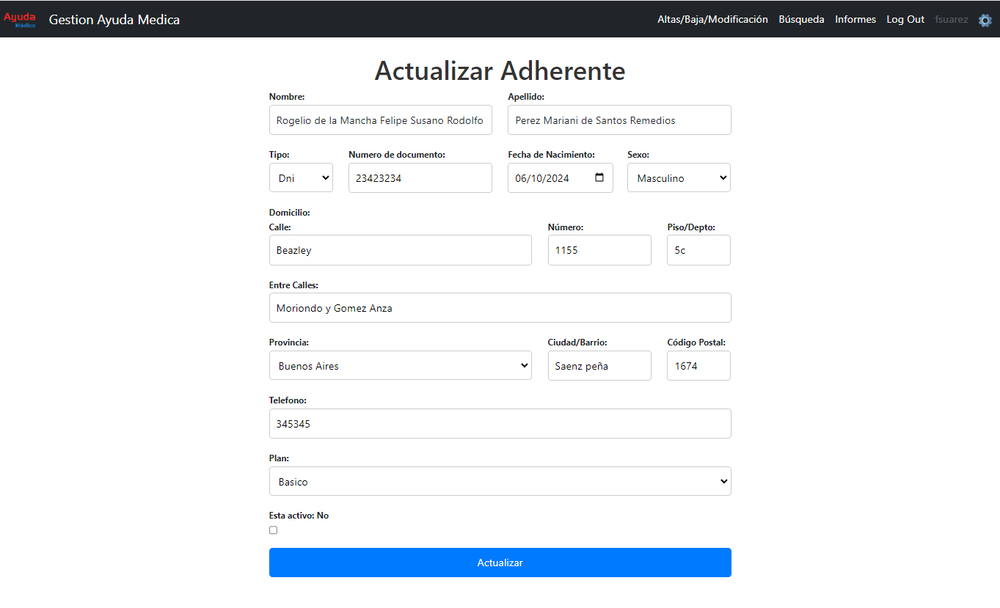 Ayuda
Médico
Gestion Ayuda Medica
Altas/Baja/Modificación Búsqueda Informes Log Out fsuarez
Actualizar Adherente
Nombre: Apellido:
Rogelio de la Mancha Felipe Susano Rodolfo Perez Mariani de Santos Remedios
Tipo: Numero de documento: Fecha de Nacimiento: Sexo:
Dni 23423234 06/10/2024 Masculino
Domicilio:
Calle: Número: Piso/Depto:
Beazley 1155 5c
Entre Calles:
Moriondo y Gomez Anza
Provincia: Ciudad/Barrio: Código Postal:
Buenos Aires Saenz peña 1674
Telefono:
345345
Plan:
Basico
Esta activo: No
Actualizar